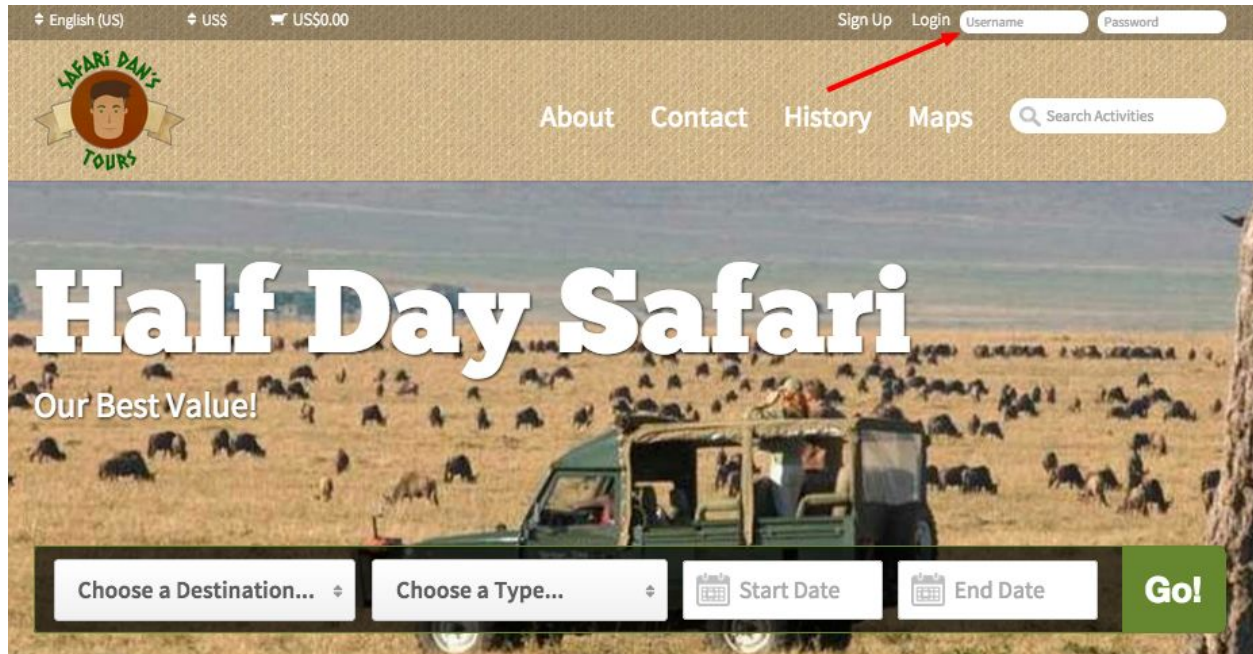 English (US) US$ US$0.00 Sign Up Login Username Password
SAFARI DAN'S
TOURS
About Contact History Maps Search Activities
Half Day Safari
Our Best Value!
Choose a Destination... Choose a Type... Start Date End Date Go!